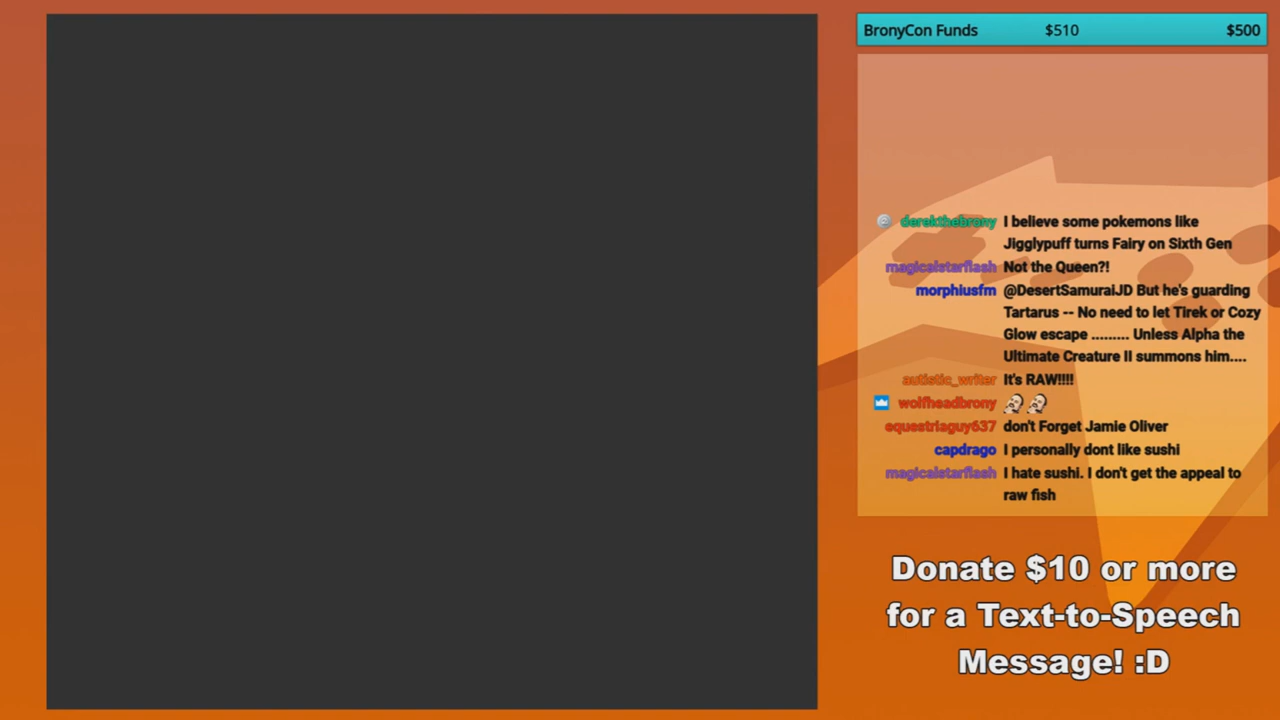 BronyCon Funds $510 $500
derekthebrony I believe some pokemons like
Jigglypuff turns Fairy on Sixth Gen
magicalstarflash Not the Queen?!
morphiusfm @DesertSamuraiJD But he's guarding
Tartarus -- No need to let Tirek or Cozy
Glow escape ......... Unless Alpha the
Ultimate Creature II summons him....
autistic_writer It's RAW!!!!
wolfheadbrony
equestriaguy637 don't Forget Jamie Oliver
capdrago I personally dont like sushi
magicalstarflash I hate sushi. I don't get the appeal to
raw fish
Donate $10 or more
for a Text-to-Speech
Message! :D